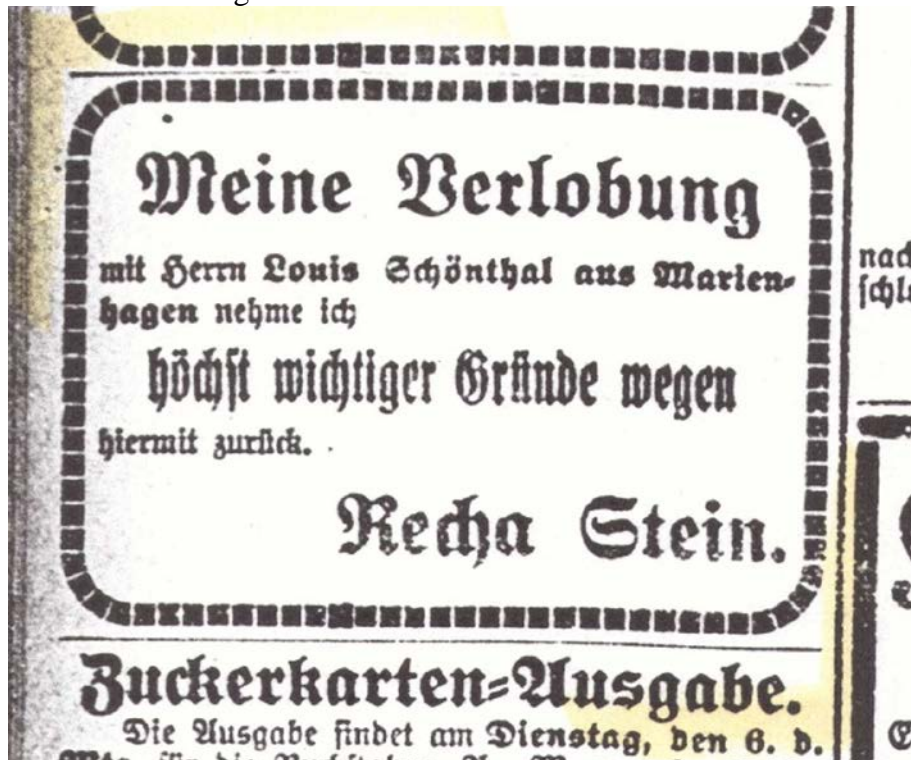 Meine Verlobung
mit Herrn Louis Schönthal aus Marien-
hagen nehme ich
höchst wichtiger Gründe wegen
hiermit zurück.
Recha Stein.
Zuckerkarten-Ausgabe.
Die Ausgabe findet am Dienstag, den 6. d.
nach